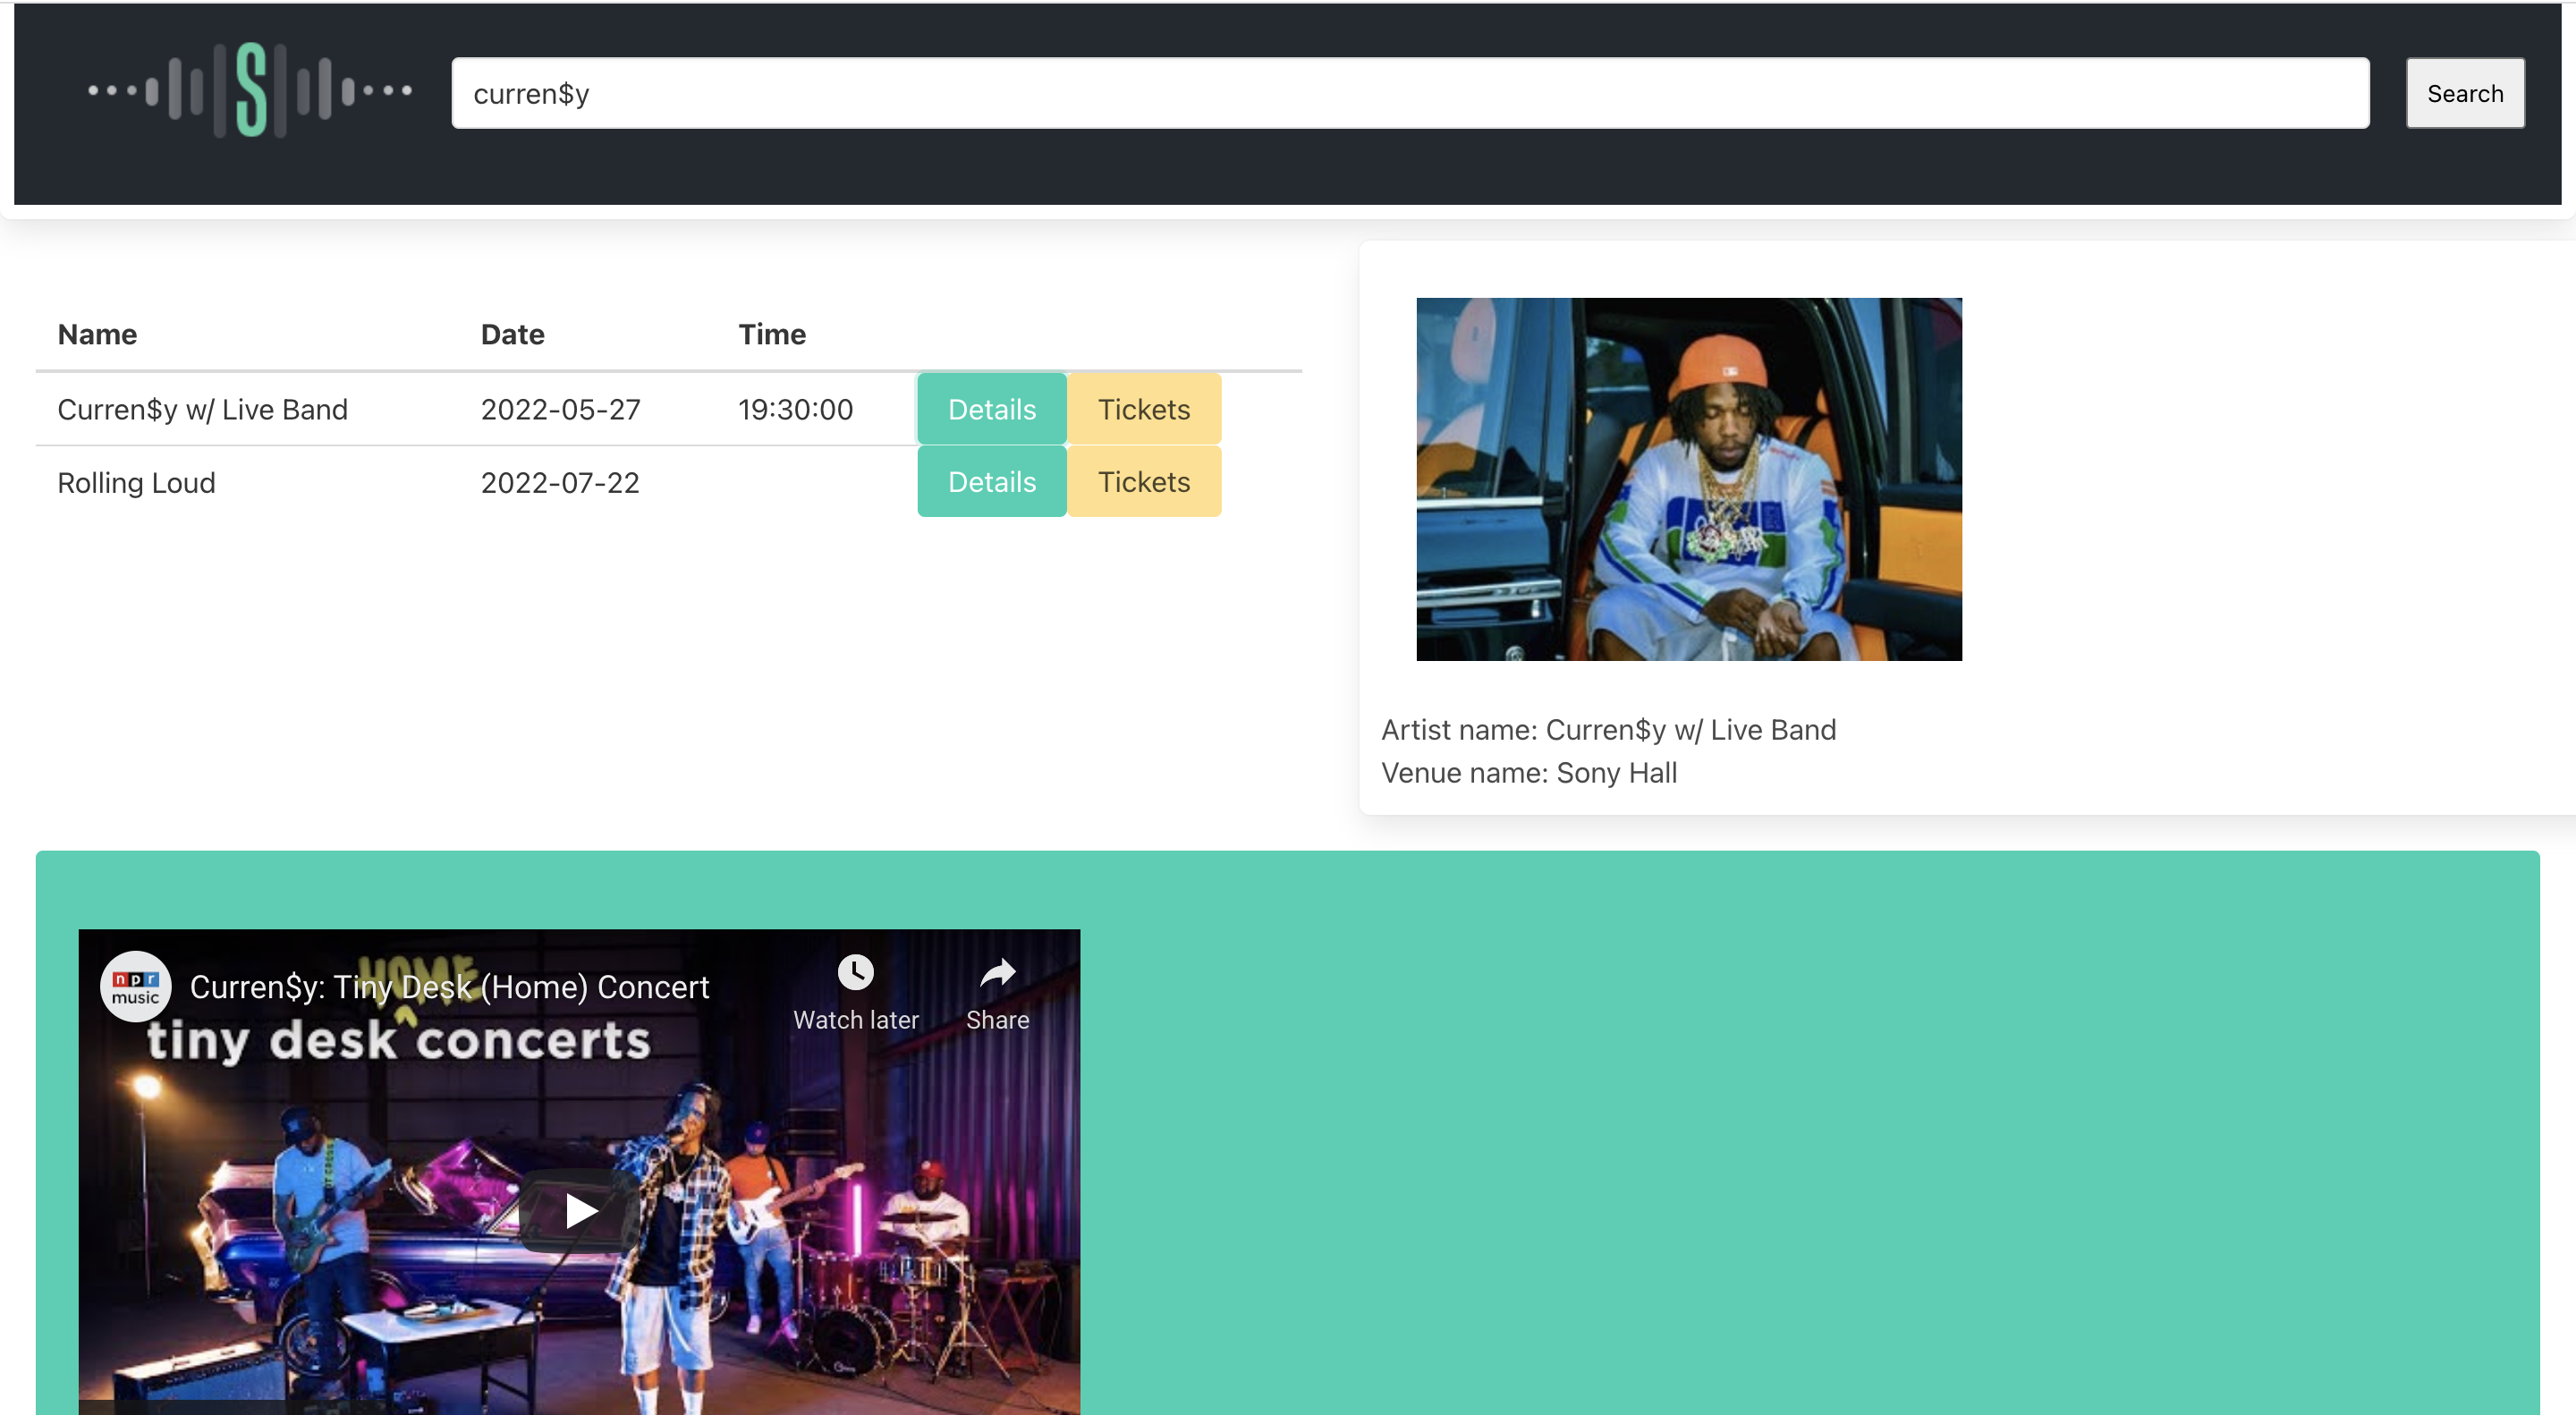 S
curren$y
Search
Name Date Time
Curren$y w/ Live Band 2022-05-27 19:30:00 Details Tickets
Rolling Loud 2022-07-22 Details Tickets
Artist name: Curren$y w/ Live Band
Venue name: Sony Hall
npr
music
Curren$y: Tiny Desk (Home) Concert
Watch later
Share
HOME
tiny desk concerts